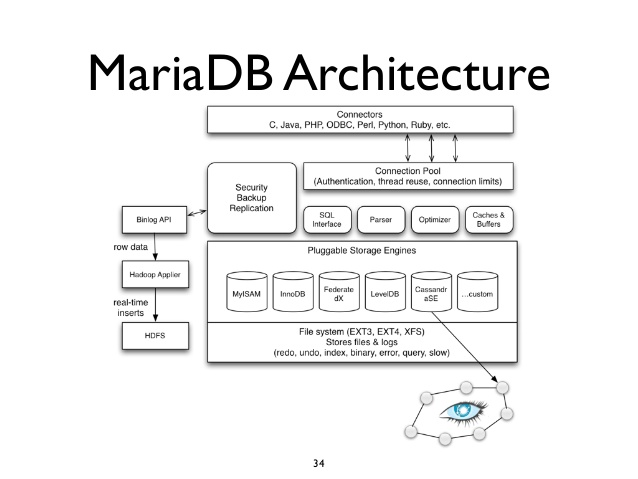 MariaDB Architecture
Connectors
C, Java, PHP, ODBC, Perl, Python, Ruby, etc.
Connection Pool
(Authentication, thread reuse, connection limits)
Security
Backup
Replication
Binlog API
SQL
Interface
Parser
Optimizer
Caches &
Buffers
row data
Hadoop Applier
real-time
inserts
HDFS
Pluggable Storage Engines
MyISAM
InnoDB
Federate
dX
LevelDB
Cassandr
aSE
...custom
File system (EXT3, EXT4, XFS)
Stores files & logs
(redo, undo, index, binary, error, query, slow)
34